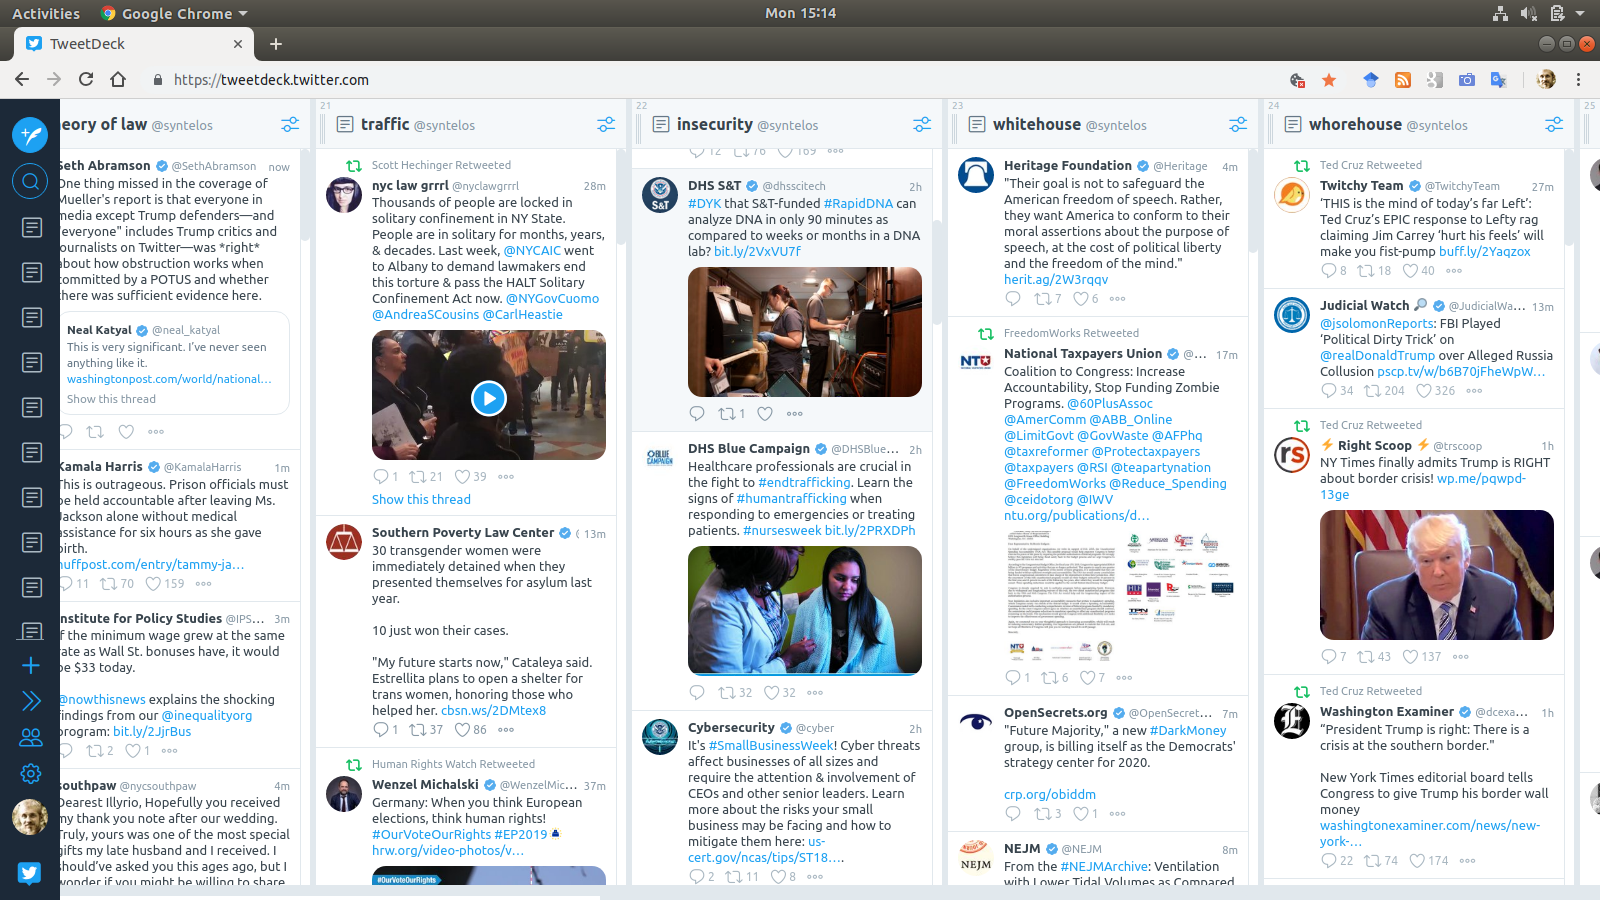 Activities
Google Chrome
Mon 15:14
TweetDeck
https://tweetdeck.twitter.com
eory of law @syntelos
Seth Abramson @SethAbramson now
One thing missed in the coverage of
Mueller's report is that everyone in
media except Trump defenders—and
"everyone" includes Trump critics and
journalists on Twitter—was *right*
about how obstruction works when
committed by a POTUS and whether
there was sufficient evidence here.
Neal Katyal @neal_katyal
This is very significant. I've never seen
anything like it.
washingtonpost.com/world/national…
Show this thread
Kamala Harris @KamalaHarris 1m
This is outrageous. Prison officials must
be held accountable after leaving Ms.
Jackson alone without medical
assistance for six hours as she gave
birth.
huffpost.com/entry/tammy-ja…
11 70 159
Institute for Policy Studies @IPS… 3m
If the minimum wage grew at the same
rate as Wall St. bonuses have, it would
be $33 today.
@nowthisnews explains the shocking
findings from our @inequalityorg
program: bit.ly/2JjrBus
2 1
southpaw @nycsouthpaw 4m
Dearest Illyrio, Hopefully you received
my thank you note after our wedding.
Truly, yours was one of the most special
gifts my late husband and I received. I
should've asked you this ages ago, but I
wonder if you might be willing to share
21
traffic @syntelos
Scott Hechinger Retweeted
nyc law grrrl @nyclawgrrrl 28m
Thousands of people are locked in
solitary confinement in NY State.
People are in solitary for months, years,
& decades. Last week, @NYCAIC went
to Albany to demand lawmakers end
this torture & pass the HALT Solitary
Confinement Act now. @NYGovCuomo
@AndreaSCousins @CarlHeastie
1 21 39
Show this thread
Southern Poverty Law Center ( 13m
30 transgender women were
immediately detained when they
presented themselves for asylum last
year.
10 just won their cases.
"My future starts now," Cataleya said.
Estrellita plans to open a shelter for
trans women, honoring those who
helped her. cbsn.ws/2DMtex8
1 37 86
Human Rights Watch Retweeted
Wenzel Michalski @WenzelMic… 37m
Germany: When you think European
elections, think human rights!
#OurVoteOurRights #EP2019
hrw.org/video-photos/v…
#OurVoteOurRights
22
insecurity @syntelos
12 76 169
DHS S&T @dhsscitech 2h
S&T
#DYK that S&T-funded #RapidDNA can
analyze DNA in only 90 minutes as
compared to weeks or months in a DNA
lab? bit.ly/2VxVU7f
1
DHS Blue Campaign @DHSBlue… 2h
BLUE
CAMPAIGN
Healthcare professionals are crucial in
the fight to #endtrafficking. Learn the
signs of #humantrafficking when
responding to emergencies or treating
patients. #nursesweek bit.ly/2PRXDPh
32 32
Cybersecurity @cyber 2h
It's #SmallBusinessWeek! Cyber threats
affect businesses of all sizes and
require the attention & involvement of
CEOs and other senior leaders. Learn
more about the risks your small
business may be facing and how to
mitigate them here: us-
cert.gov/ncas/tips/ST18…
2 11 8
23
whitehouse @syntelos
Heritage Foundation @Heritage 4m
"Their goal is not to safeguard the
American freedom of speech. Rather,
they want America to conform to their
moral assertions about the purpose of
speech, at the cost of political liberty
and the freedom of the mind."
herit.ag/2W3rqqv
7 6
FreedomWorks Retweeted
National Taxpayers Union @… 17m
NTU
Coalition to Congress: Increase
Accountability, Stop Funding Zombie
Programs. @60PlusAssoc
@AmerComm @ABB_Online
@LimitGovt @GovWaste @AFPhq
@taxreformer @Protectaxpayers
@taxpayers @RSI @teapartynation
@FreedomWorks @Reduce_Spending
@ceidotorg @IWV
ntu.org/publications/d…
1 6 7
OpenSecrets.org @OpenSecret… 7m
"Future Majority," a new #DarkMoney
group, is billing itself as the Democrats'
strategy center for 2020.
crp.org/obiddm
3 1
NEJM @NEJM 8m
NEJM
From the #NEJMArchive: Ventilation
with Lower Tidal Volumes as Compared
24
whorehouse @syntelos
Ted Cruz Retweeted
Twitchy Team @TwitchyTeam 27m
‘THIS is the mind of today’s far Left’:
Ted Cruz’s EPIC response to Lefty rag
claiming Jim Carrey ‘hurt his feels’ will
make you fist-pump buff.ly/2Yaqzox
8 18 40
Judicial Watch @JudicialWa… 13m
@jsolomonReports: FBI Played
‘Political Dirty Trick’ on
@realDonaldTrump over Alleged Russia
Collusion pscp.tv/w/b6B70jFheWpW…
34 204 326
Ted Cruz Retweeted
Right Scoop @trscoop 1h
rs
NY Times finally admits Trump is RIGHT
about border crisis! wp.me/pqwpd-
13ge
7 43 137
Ted Cruz Retweeted
Washington Examiner @dcexa… 1h
“President Trump is right: There is a
crisis at the southern border."
New York Times editorial board tells
Congress to give Trump his border wall
money
washingtonexaminer.com/news/new-
york-…
22 74 174
25